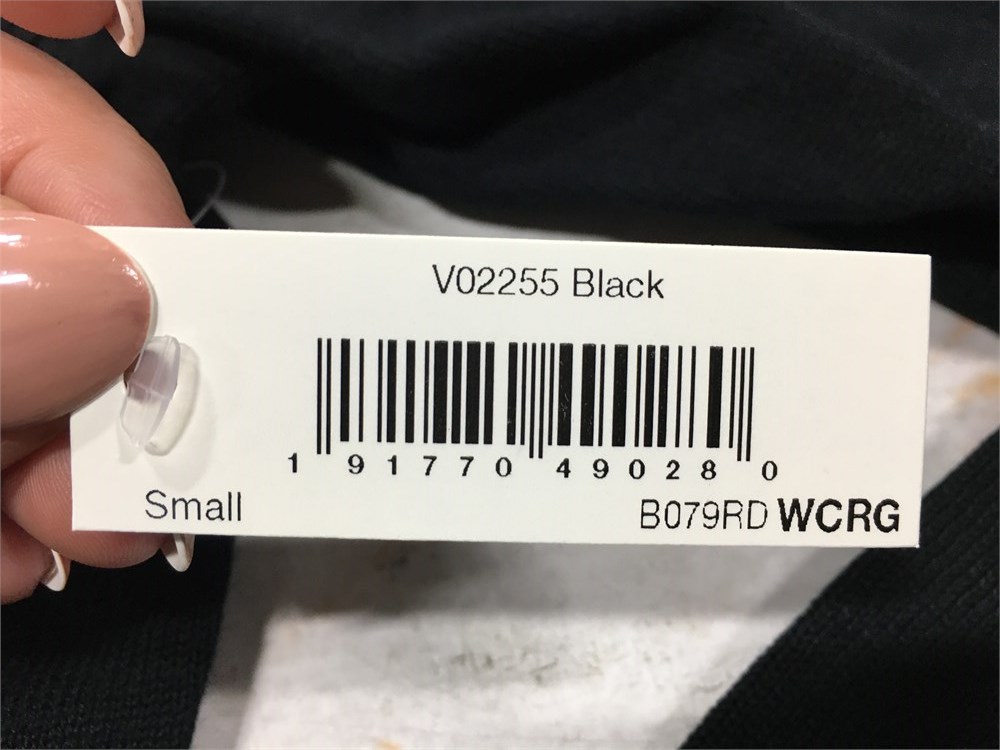 V02255 Black
1 91770 49028 0
Small
B079RD WCRG